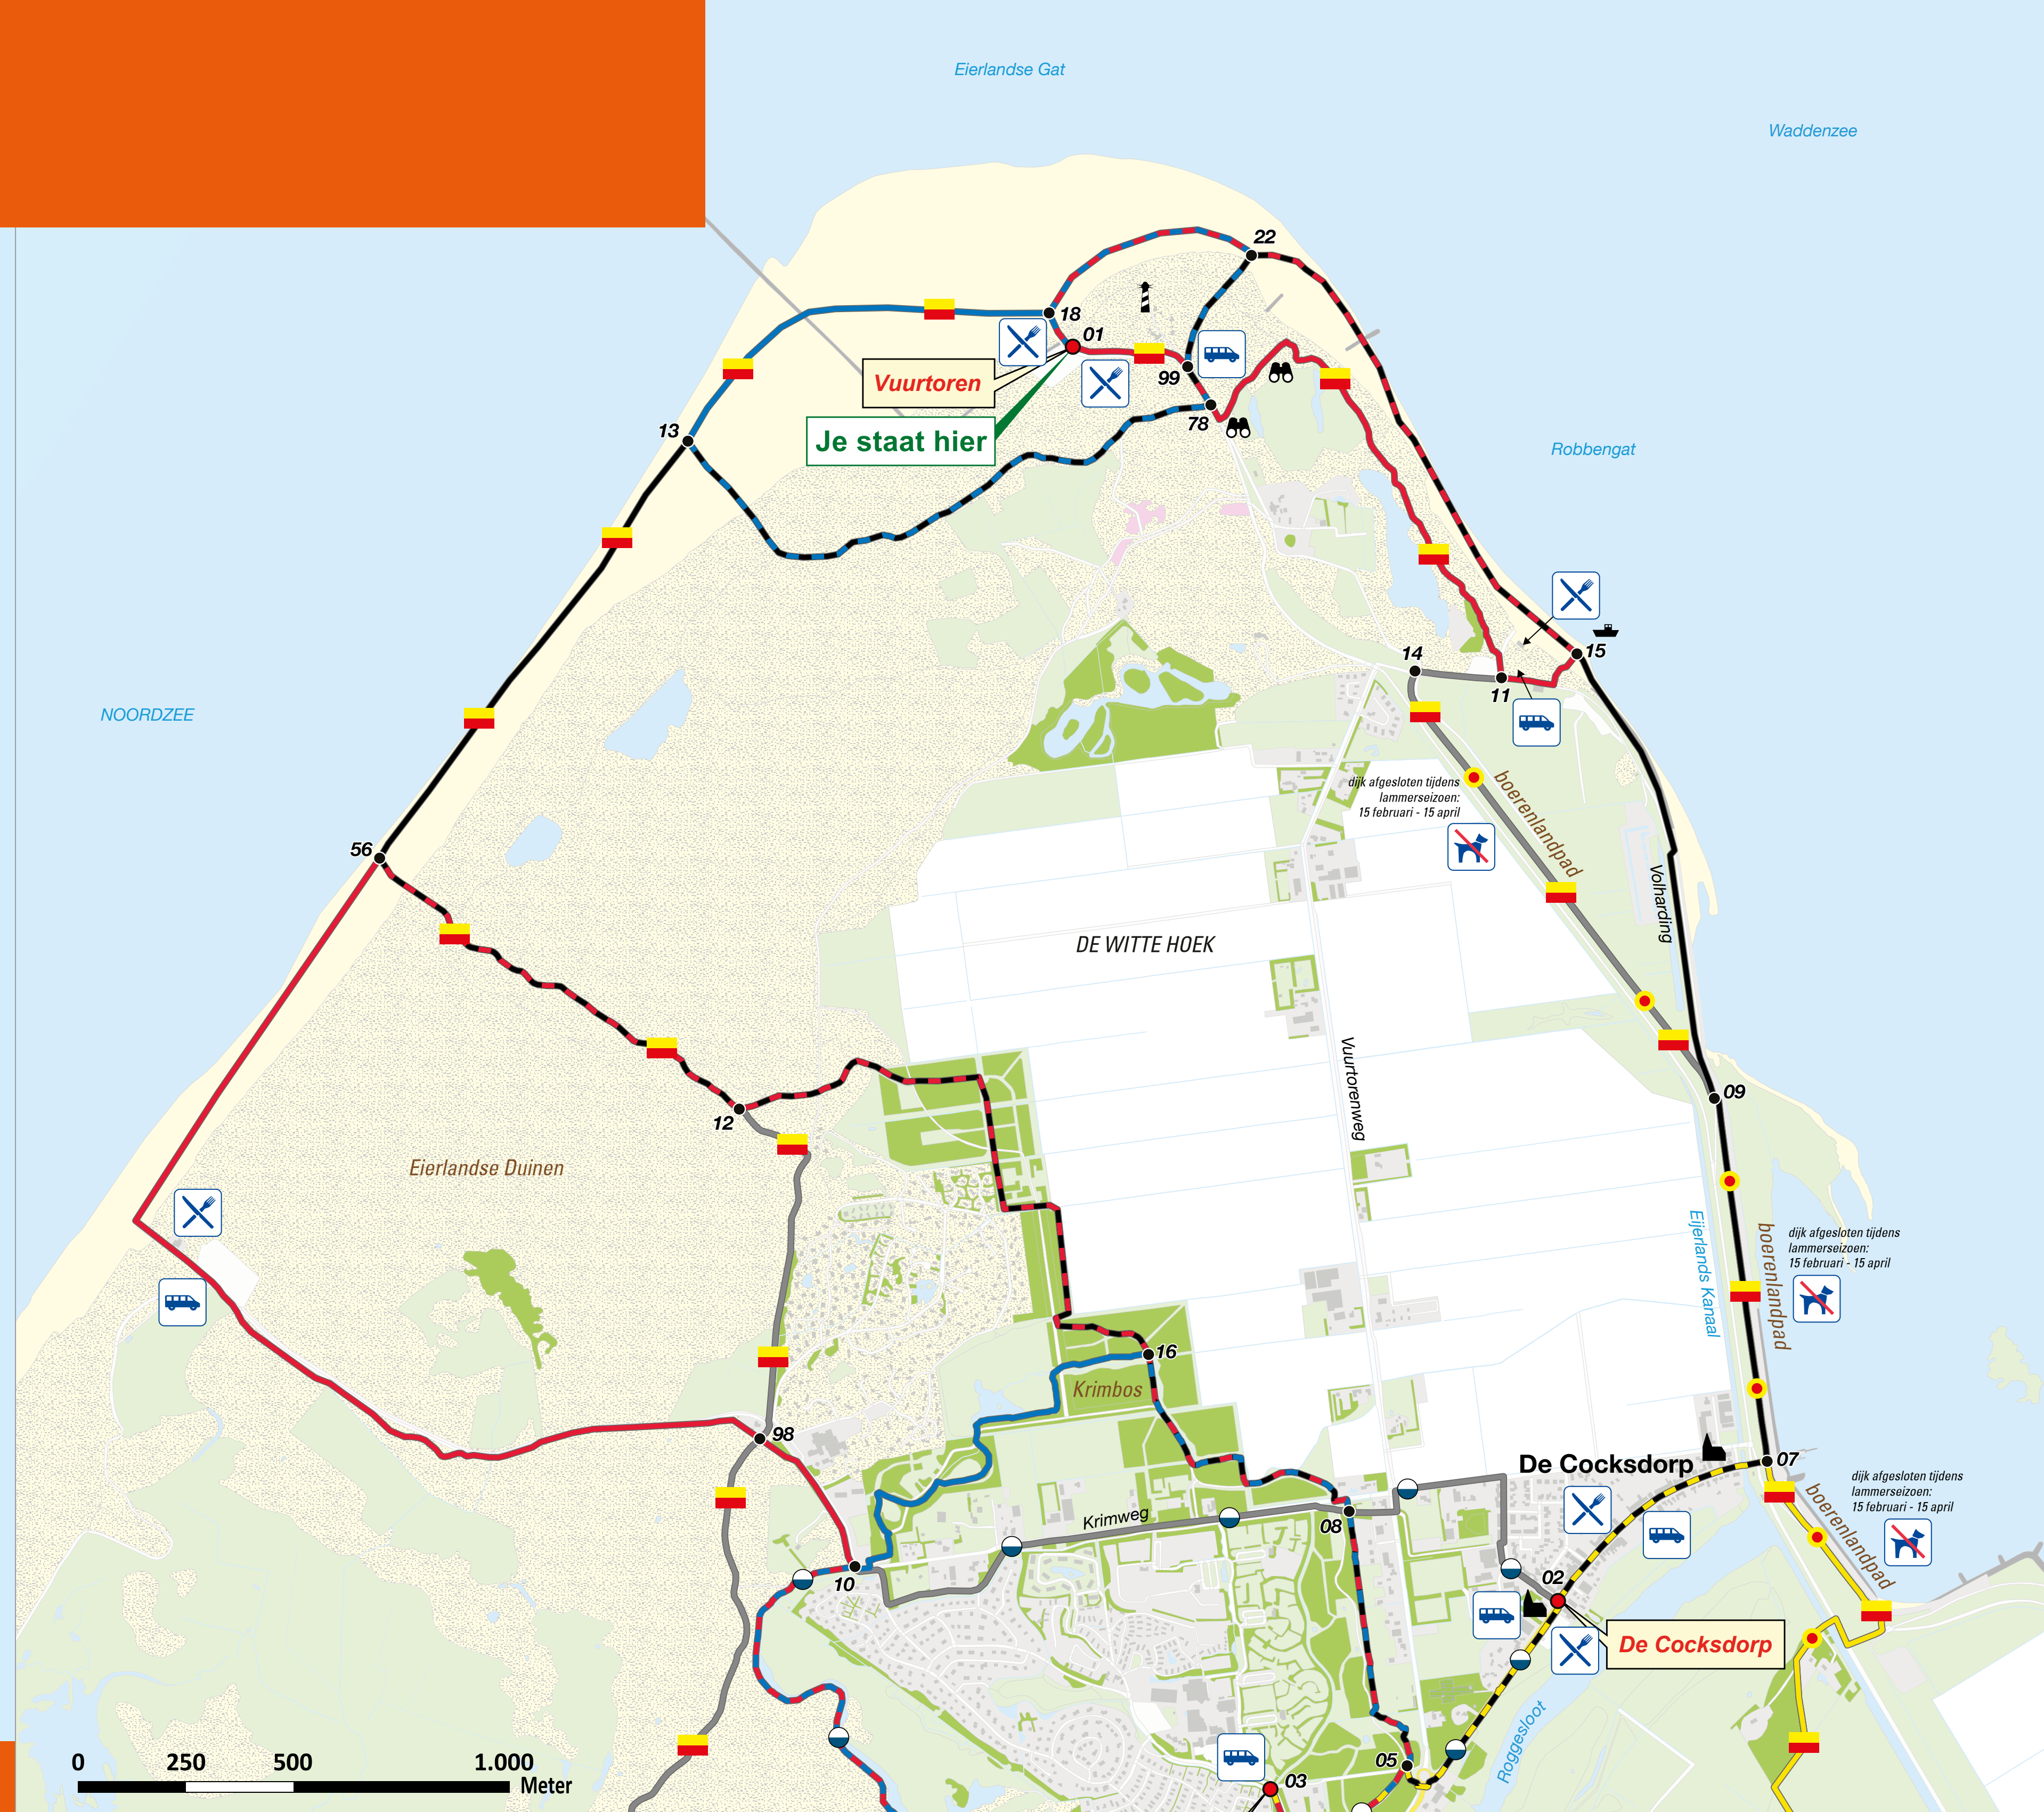 Eierlandse Gat
Waddenzee
22
18
01
13
Vuurtoren
99
78
Je staat hier
Robbengat
14
15
11
NOORDZEE
dijk afgesloten tijdens
lammerseizoen:
15 februari - 15 april
boerenlandpad
56
Volharding
DE WITTE HOEK
Vuurtorenweg
09
12
Eierlandse Duinen
Eijerlands Kanaal
boerenlandpad
dijk afgesloten tijdens
lammerseizoen:
15 februari - 15 april
16
Krimbos
98
De Cocksdorp
07
dijk afgesloten tijdens
lammerseizoen:
15 februari - 15 april
boerenlandpad
Krimweg
08
10
02
De Cocksdorp
Roggesloot
05
03
0 250 500 1.000
Meter